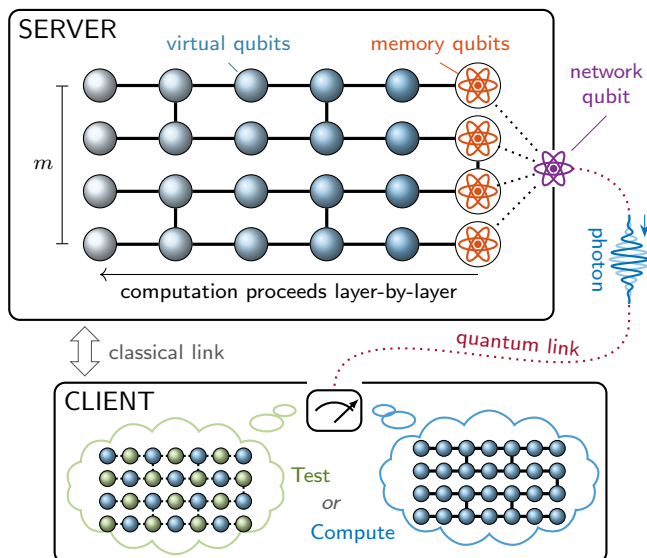 SERVER
virtual qubits
memory qubits
network
qubit
m
photon
computation proceeds layer-by-layer
classical link
quantum link
CLIENT
Test
or
Compute